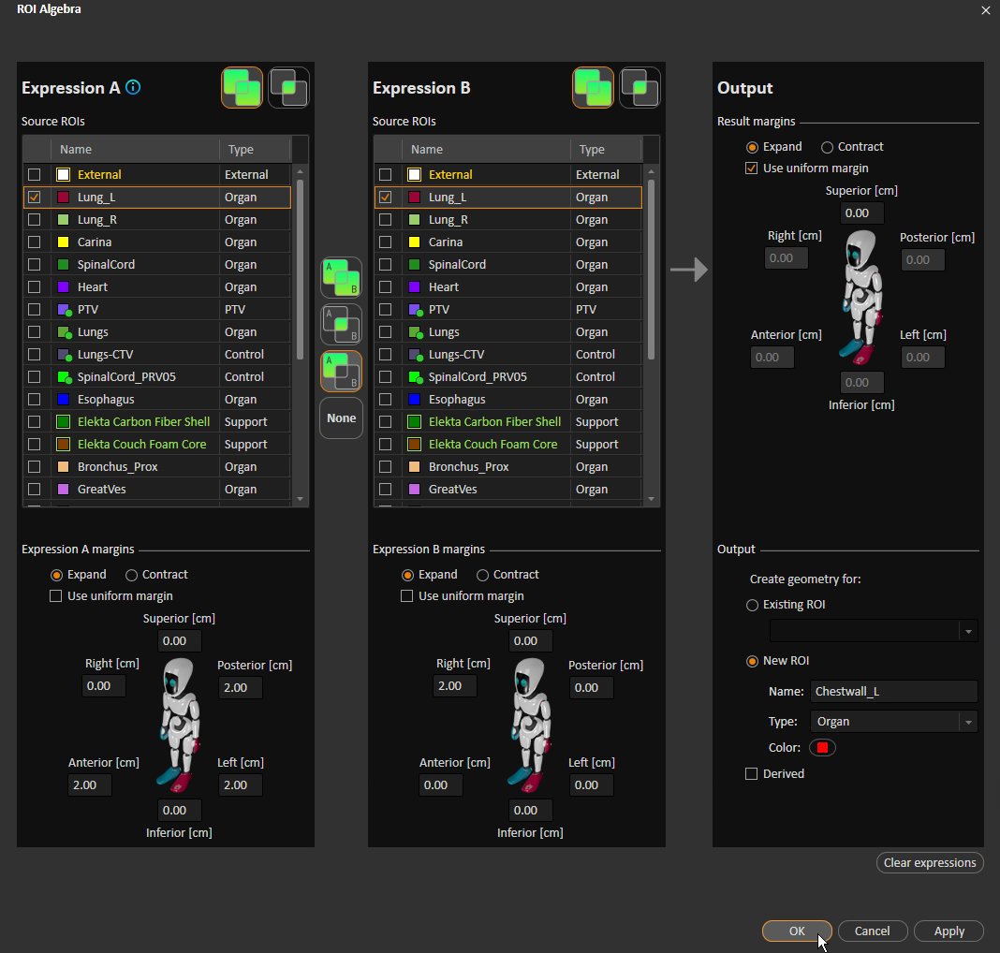 ROI Algebra
Expression A
Source ROIs
Name Type
External External
Lung_L Organ
Lung_R Organ
Carina Organ
SpinalCord Organ
Heart Organ
PTV PTV
Lungs Organ
Lungs-CTV Control
SpinalCord_PRV05 Control
Esophagus Organ
Elekta Carbon Fiber Shell Support
Elekta Couch Foam Core Support
Bronchus_Prox Organ
GreatVes Organ
Expression A margins
Expand Contract
Use uniform margin
Superior [cm]
0.00
Right [cm] Posterior [cm]
0.00 2.00
Anterior [cm] Left [cm]
2.00 2.00
0.00
Inferior [cm]
A
B
A
B
A
B
None
Expression B
Source ROIs
Name Type
External External
Lung_L Organ
Lung_R Organ
Carina Organ
SpinalCord Organ
Heart Organ
PTV PTV
Lungs Organ
Lungs-CTV Control
SpinalCord_PRV05 Control
Esophagus Organ
Elekta Carbon Fiber Shell Support
Elekta Couch Foam Core Support
Bronchus_Prox Organ
GreatVes Organ
Expression B margins
Expand Contract
Use uniform margin
Superior [cm]
0.00
Right [cm] Posterior [cm]
2.00 0.00
Anterior [cm] Left [cm]
0.00 0.00
0.00
Inferior [cm]
Output
Result margins
Expand Contract
Use uniform margin
Superior [cm]
0.00
Right [cm] Posterior [cm]
0.00 0.00
Anterior [cm] Left [cm]
0.00 0.00
0.00
Inferior [cm]
Output
Create geometry for:
Existing ROI
New ROI
Name: Chestwall_L
Type: Organ
Color:
Derived
Clear expressions
OK Cancel Apply